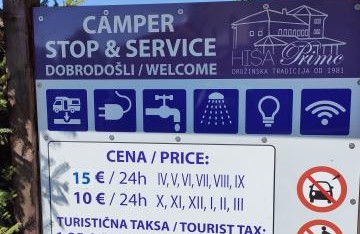 CAMPER
STOP & SERVICE
DOBRODOŠLI / WELCOME
HIŠA Primc
DRUŽINSKA TRADICIJA OD 1981
CENA / PRICE:
15 € / 24h IV, V, VI, VII, VIII, IX
10 € / 24h X, XI, XII, I, II, III
TURISTIČNA TAKSA / TOURIST TAX: